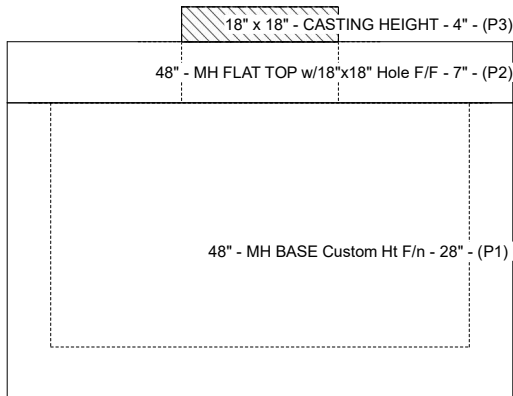 18" x 18" - CASTING HEIGHT - 4" - (P3)
48" - MH FLAT TOP w/18"x18" Hole F/F - 7" - (P2)
48" - MH BASE Custom Ht F/n - 28" - (P1)